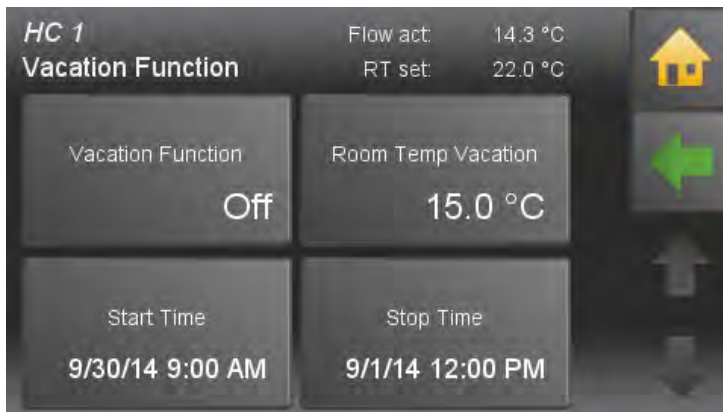 HC 1
Flow act: 14.3 °C
Vacation Function
RT set: 22.0 °C
Vacation Function
Off
Room Temp Vacation
15.0 °C
Start Time
9/30/14 9:00 AM
Stop Time
9/1/14 12:00 PM